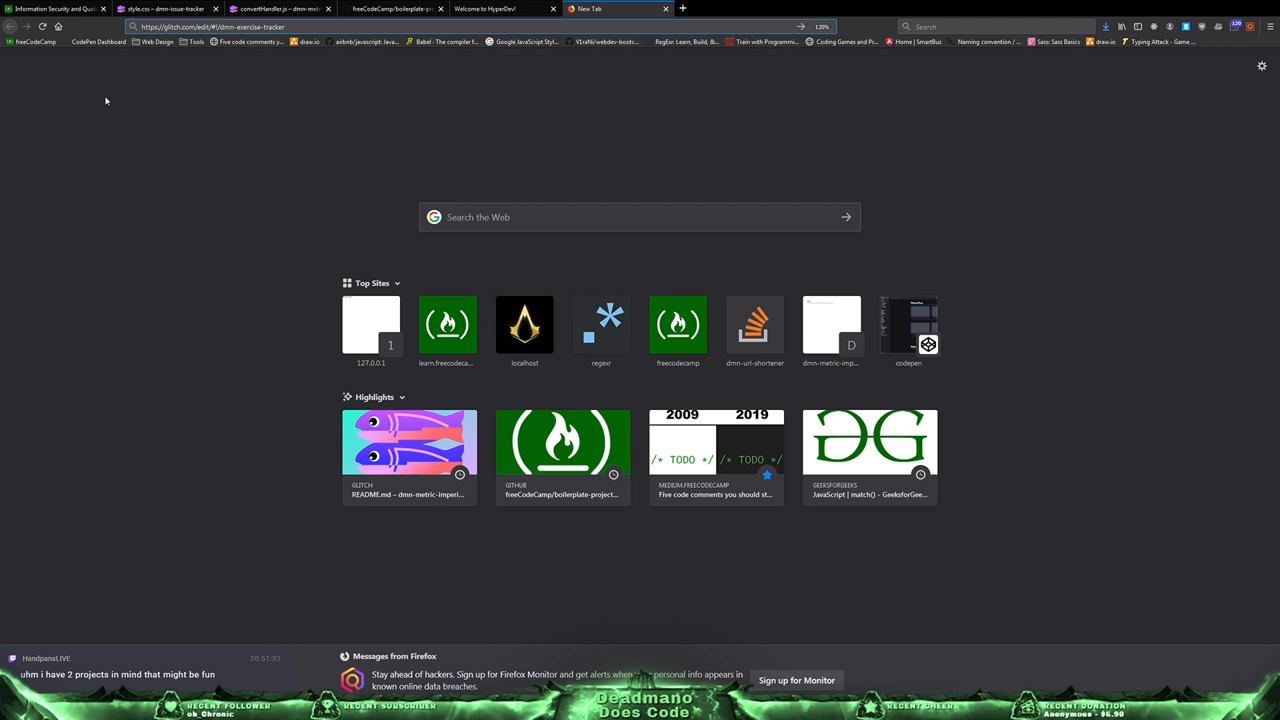 Information Security and Quali
style.css – dmn-issue-tracker
convertHandler.js – dmn-metri
freeCodeCamp/boilerplate-proj
Welcome to HyperDev!
New Tab
https://glitch.com/edit/#!/dmn-exercise-tracker
120%
Search
120
freeCodeCamp
CodePen Dashboard
Web Design
Tools
Five code comments y...
draw.io
airbnb/javascript: Java...
Babel · The compiler f...
Google JavaScript Styl...
V1raNi/webdev-bootc...
RegExr: Learn, Build, &...
Train with Programmi...
Coding Games and Pr...
Home | SmartBus
Naming convention / ...
Sass: Sass Basics
draw.io
Typing Attack - Game ...
Search the Web
Top Sites
1
D
127.0.0.1
learn.freecodeca...
localhost
regexr
freecodecamp
dmn-url-shortener
dmn-metric-imp...
codepen
Highlights
2009 2019
/* TODO */ /* TODO */
GLITCH
README.md – dmn-metric-imperi...
GITHUB
freeCodeCamp/boilerplate-project...
MEDIUM.FREECODECAMP
Five code comments you should st...
GEEKSFORGEEKS
JavaScript | match() - GeeksforGee...
HandpansLIVE
20:51:32
uhm i have 2 projects in mind that might be fun
Messages from Firefox
Stay ahead of hackers. Sign up for Firefox Monitor and get alerts when personal info appears in
known online data breaches.
Sign up for Monitor
Deadmano
Does Code
RECENT FOLLOWER
oh_Chronic
RECENT SUBSCRIBER
RECENT CHEER
RECENT DONATION
Anonymous - $6.90